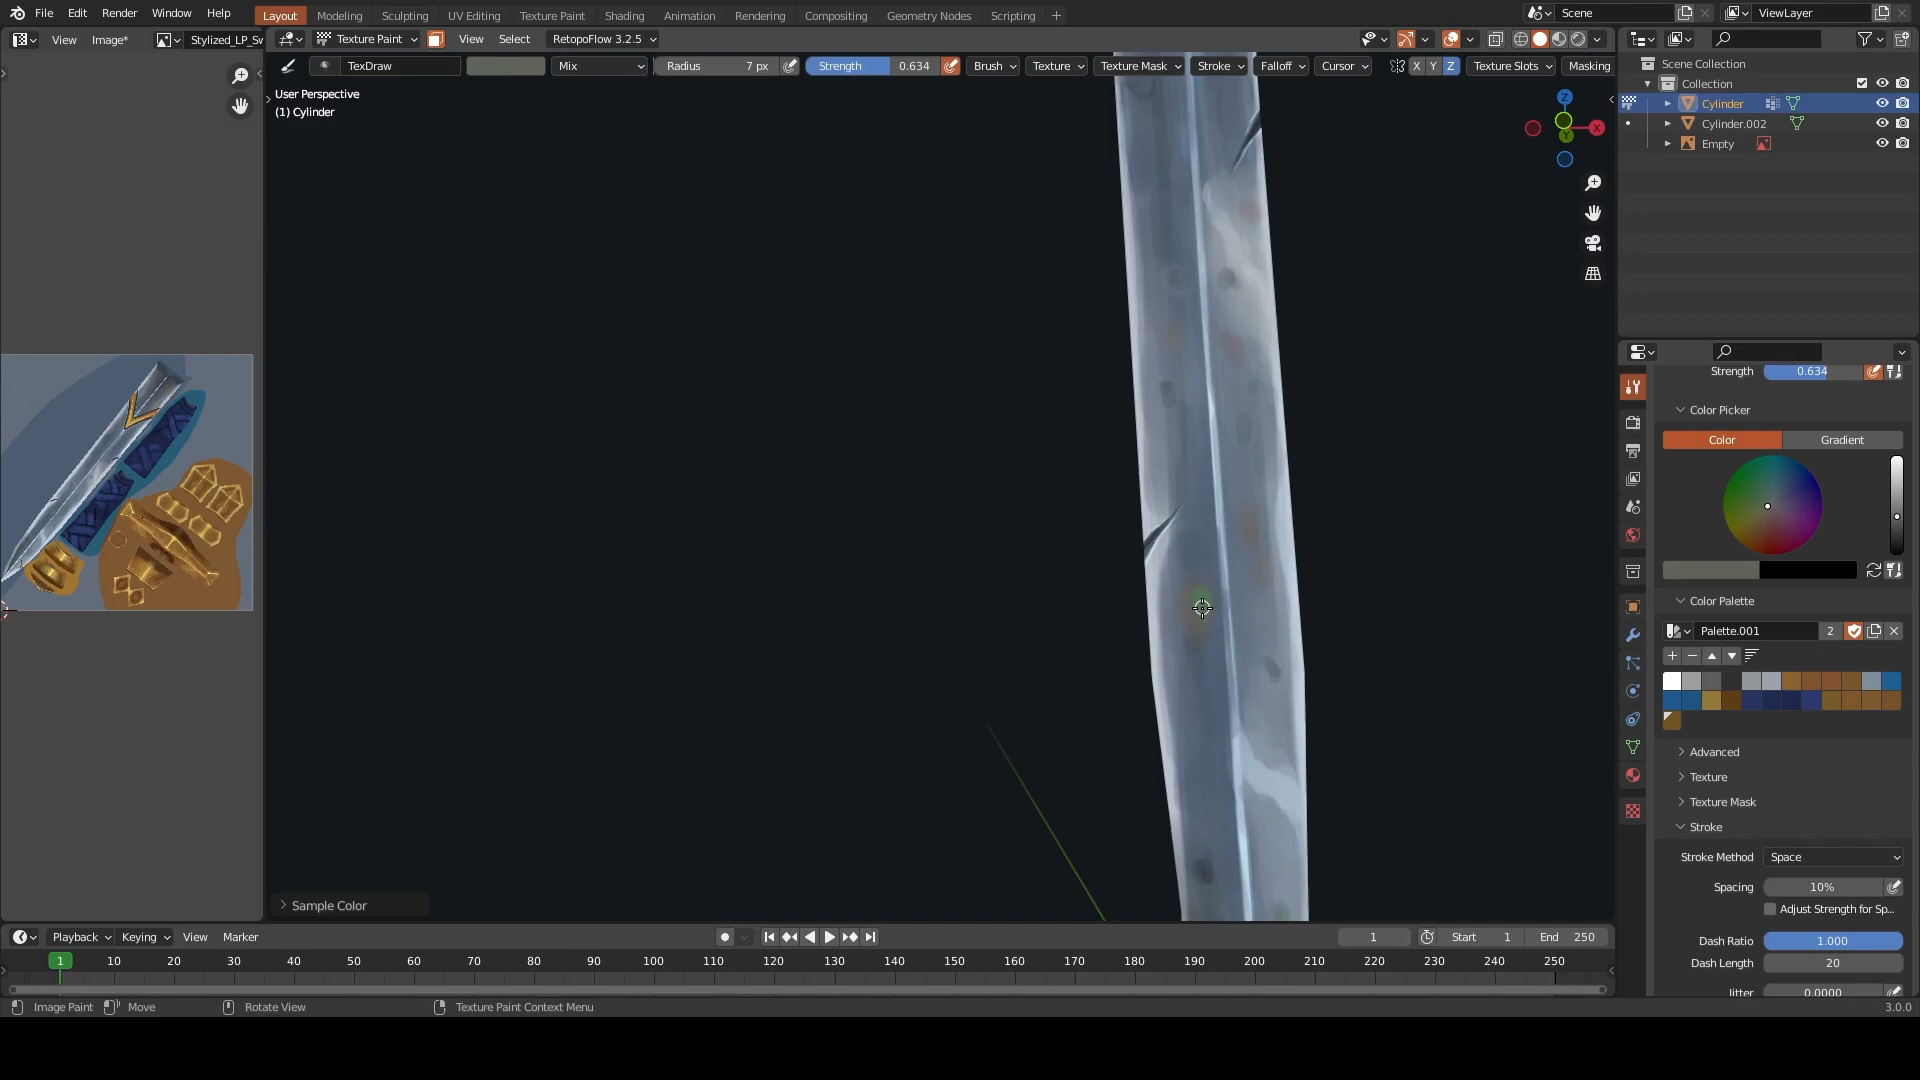 File Edit Render Window Help Layout Modeling Sculpting UV Editing Texture Paint Shading Animation Rendering Compositing Geometry Nodes Scripting + Scene ViewLayer
View Image* Stylized_LP_Sw Texture Paint View Select RetopoFlow 3.2.5
TexDraw Mix Radius 7 px Strength 0.634 Brush Texture Texture Mask Stroke Falloff Cursor X Y Z Texture Slots Masking
User Perspective
(1) Cylinder
Z
X
Y
Scene Collection
Collection
Cylinder
Cylinder.002
Empty
Strength 0.634
Color Picker
Color Gradient
Color Palette
Palette.001 2
Advanced
Texture
Texture Mask
Stroke
Stroke Method Space
Spacing 10%
Adjust Strength for Sp...
Dash Ratio 1.000
Dash Length 20
Jitter 0.0000
Sample Color
Playback Keying View Marker 1 Start 1 End 250
1 10 20 30 40 50 60 70 80 90 100 110 120 130 140 150 160 170 180 190 200 210 220 230 240 250
Image Paint Move Rotate View Texture Paint Context Menu 3.0.0